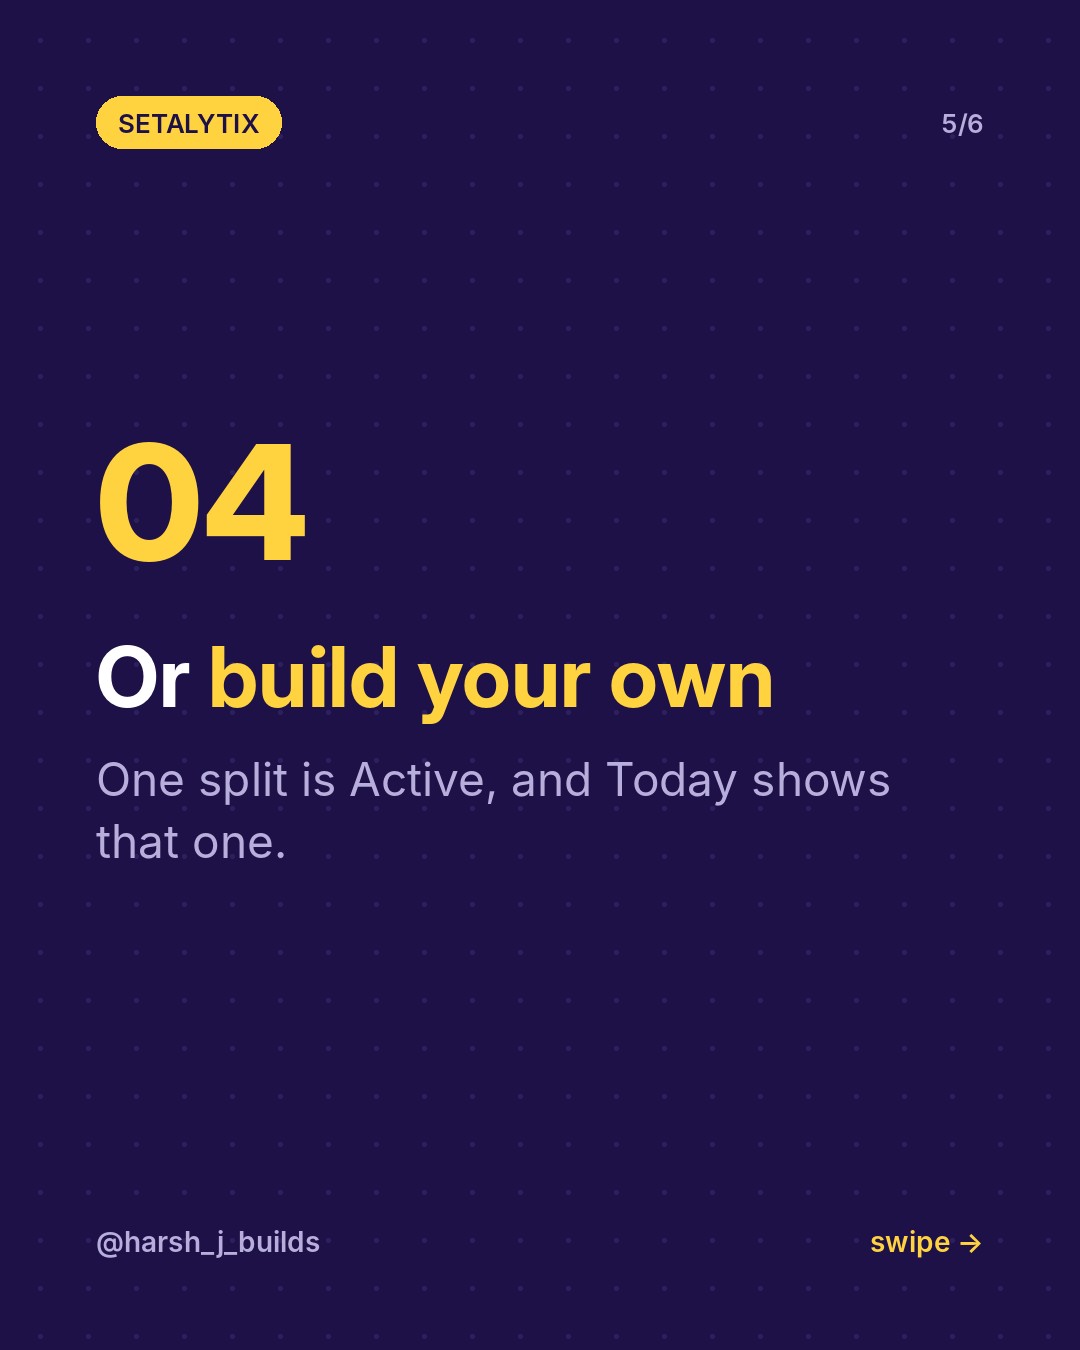 SETALYTIX
5/6
04
Or build your own
One split is Active, and Today shows
that one.
@harsh_j_builds
swipe →